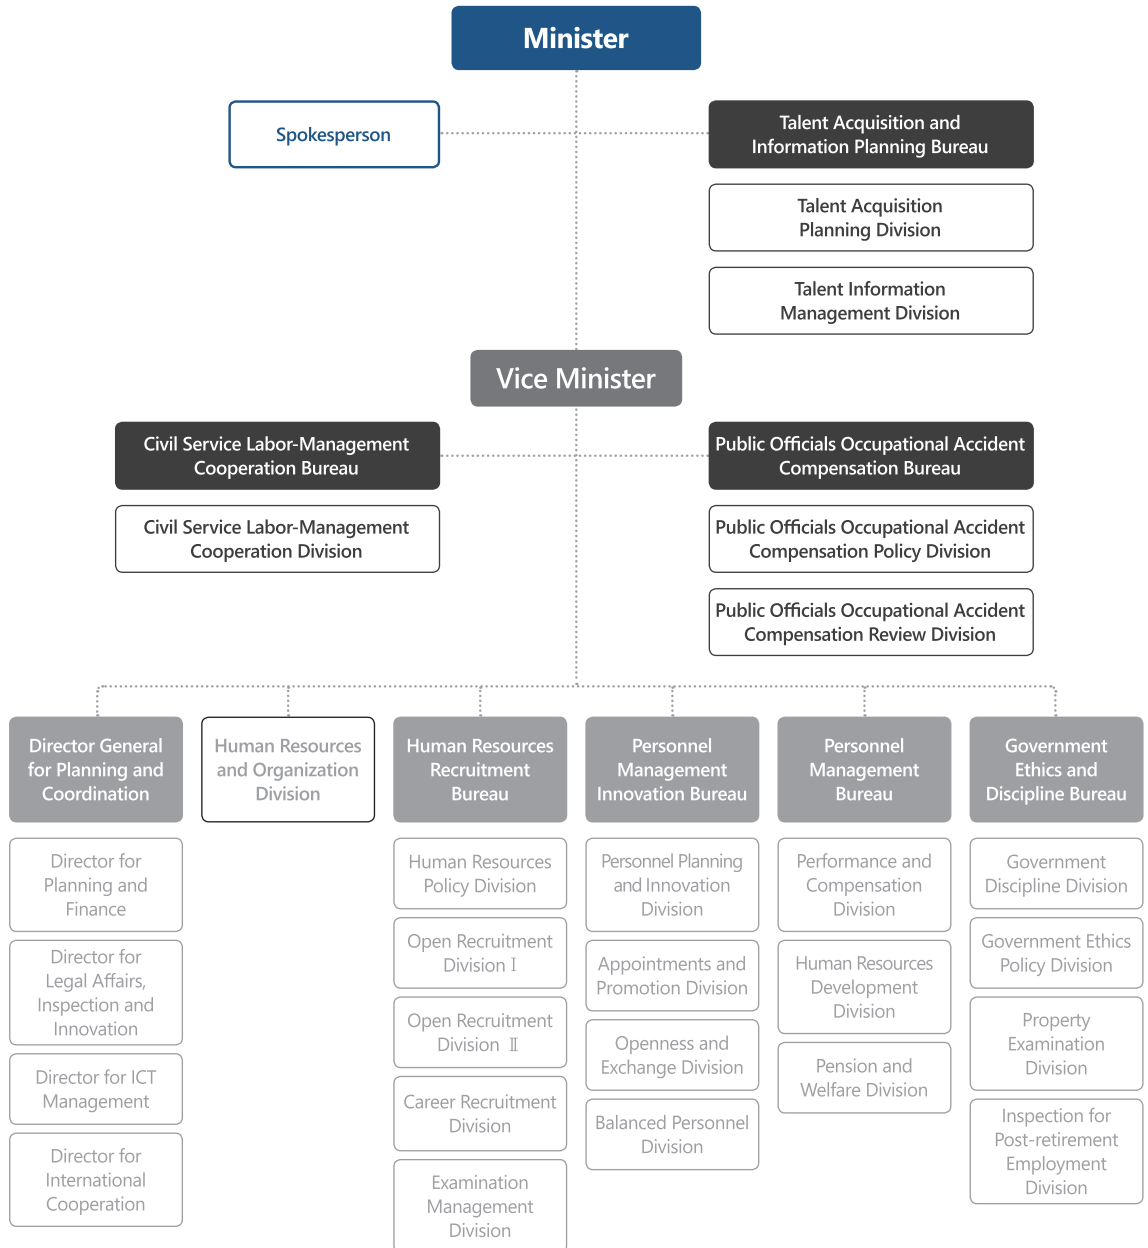 Minister
Spokesperson
Talent Acquisition and
Information Planning Bureau
Talent Acquisition
Planning Division
Talent Information
Management Division
Vice Minister
Civil Service Labor-Management
Cooperation Bureau
Civil Service Labor-Management
Cooperation Division
Public Officials Occupational Accident
Compensation Bureau
Public Officials Occupational Accident
Compensation Policy Division
Public Officials Occupational Accident
Compensation Review Division
Director General
for Planning and
Coordination
Director for
Planning and
Finance
Director for
Legal Affairs,
Inspection and
Innovation
Director for ICT
Management
Director for
International
Cooperation
Human Resources
and Organization
Division
Human Resources
Recruitment
Bureau
Human Resources
Policy Division
Open Recruitment
Division Ⅰ
Open Recruitment
Division Ⅱ
Career Recruitment
Division
Examination
Management
Division
Personnel
Management
Innovation Bureau
Personnel Planning
and Innovation
Division
Appointments and
Promotion Division
Openness and
Exchange Division
Balanced Personnel
Division
Personnel
Management
Bureau
Performance and
Compensation
Division
Human Resources
Development
Division
Pension and
Welfare Division
Government
Ethics and
Discipline Bureau
Government
Discipline Division
Government Ethics
Policy Division
Property
Examination
Division
Inspection for
Post-retirement
Employment
Division